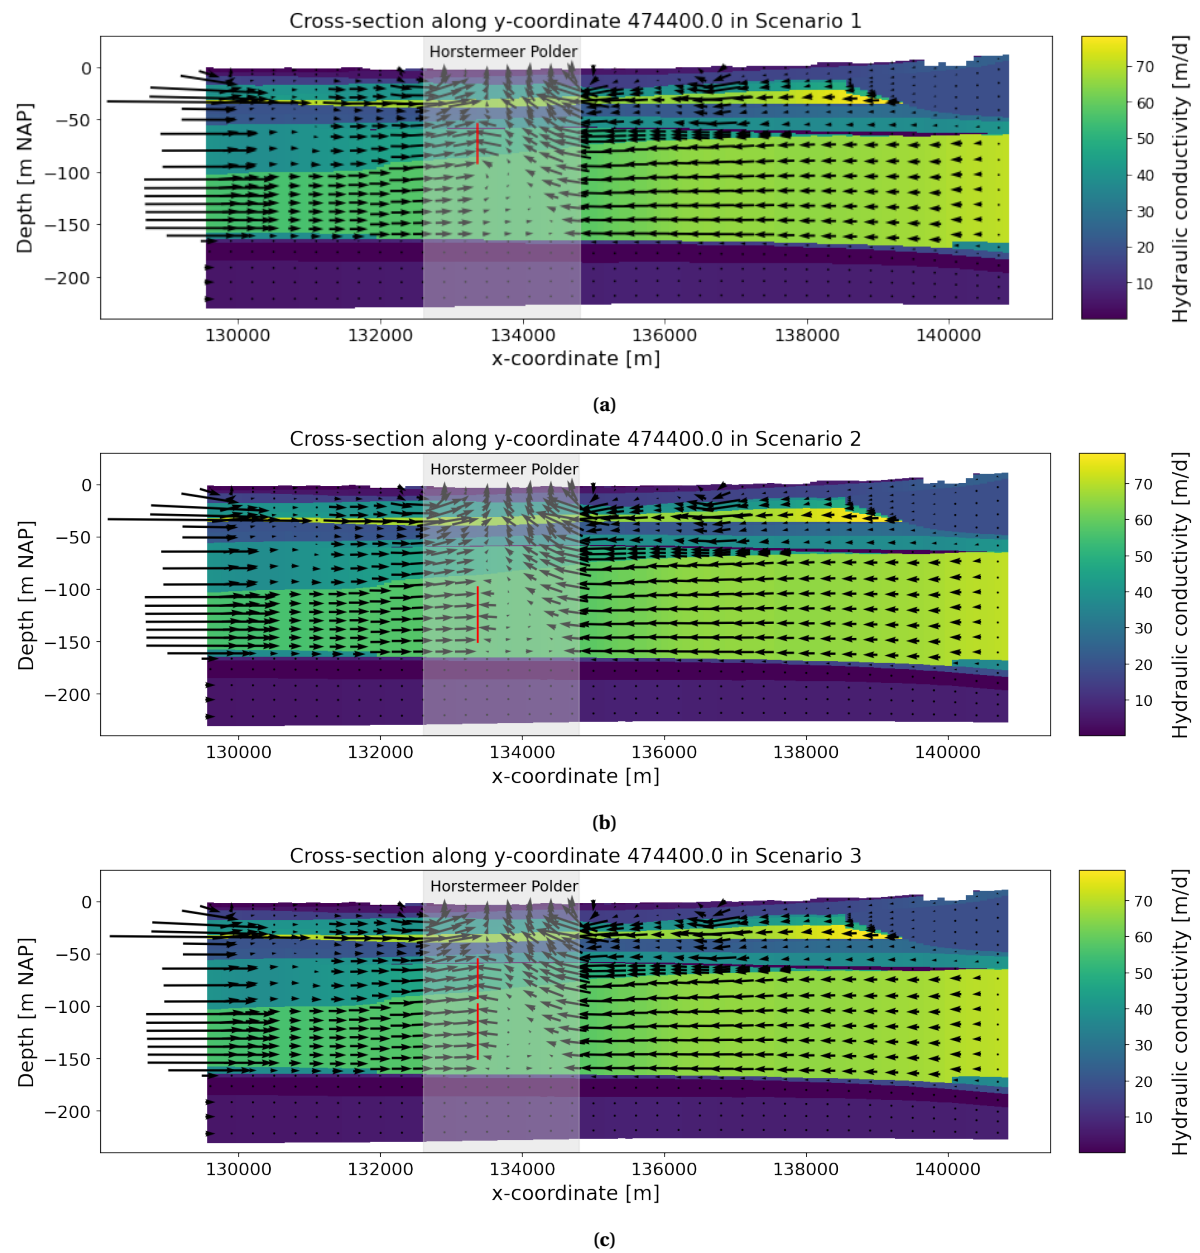 Cross-section along y-coordinate 474400.0 in Scenario 1
Horstermeer Polder
Depth [m NAP]
0
−50
−100
−150
−200
130000 132000 134000 136000 138000 140000
x-coordinate [m]
70
60
50
40
30
20
10
Hydraulic conductivity [m/d]
(a)
Cross-section along y-coordinate 474400.0 in Scenario 2
Horstermeer Polder
Depth [m NAP]
0
−50
−100
−150
−200
130000 132000 134000 136000 138000 140000
x-coordinate [m]
70
60
50
40
30
20
10
Hydraulic conductivity [m/d]
(b)
Cross-section along y-coordinate 474400.0 in Scenario 3
Horstermeer Polder
Depth [m NAP]
0
−50
−100
−150
−200
130000 132000 134000 136000 138000 140000
x-coordinate [m]
70
60
50
40
30
20
10
Hydraulic conductivity [m/d]
(c)